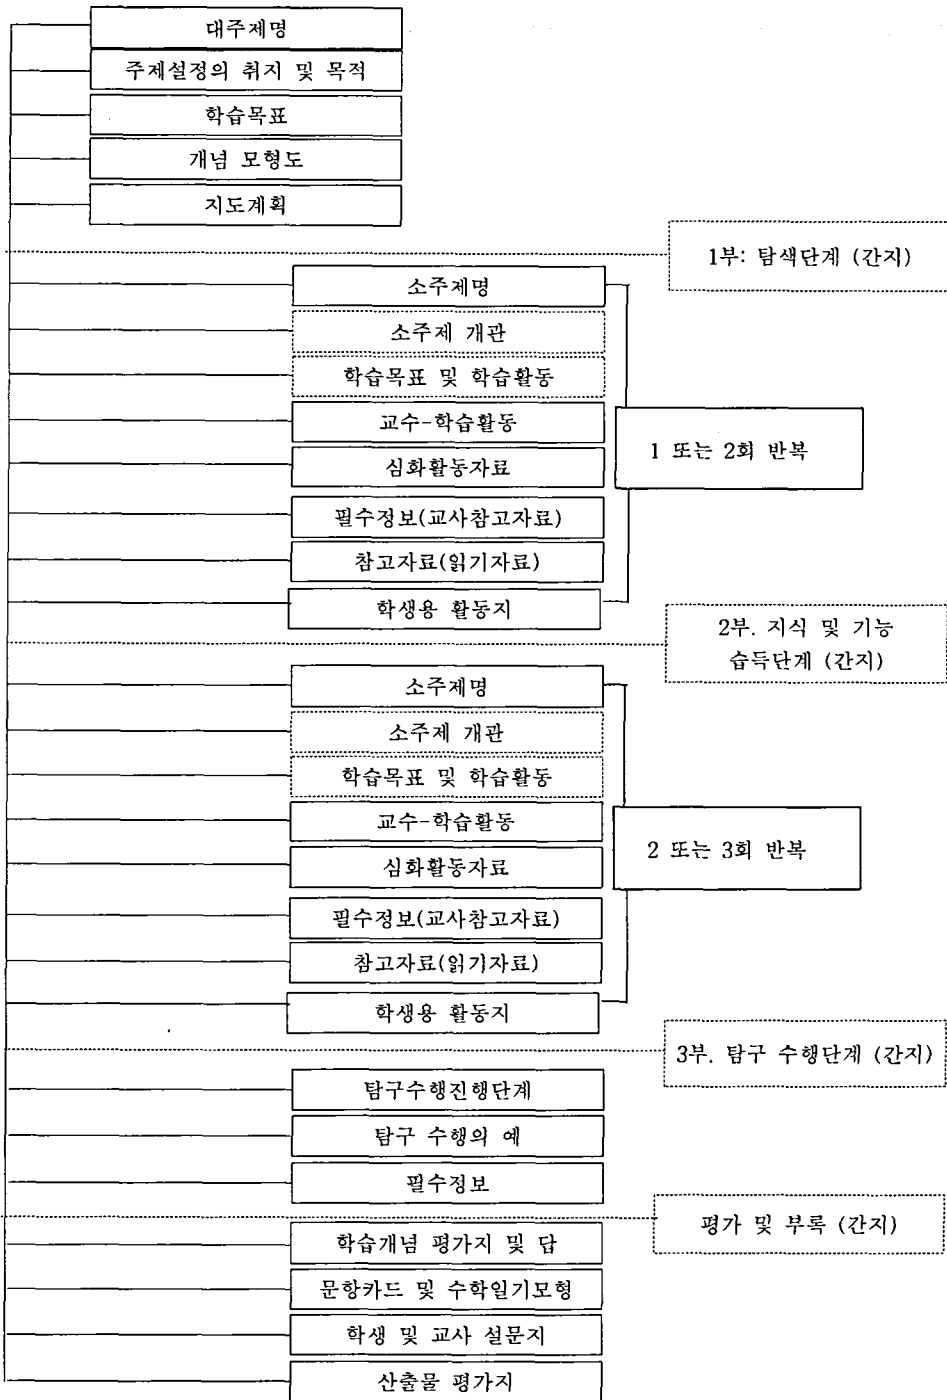 대주제명
주제설정의 취지 및 목적
학습목표
개념 모형도
지도계획
1부: 탐색단계 (간지)
소주제명
소주제 개관
학습목표 및 학습활동
교수-학습활동
1 또는 2회 반복
심화활동자료
필수정보(교사참고자료)
참고자료(읽기자료)
학생용 활동지
2부. 지식 및 기능
습득단계 (간지)
소주제명
소주제 개관
학습목표 및 학습활동
교수-학습활동
2 또는 3회 반복
심화활동자료
필수정보(교사참고자료)
참고자료(읽기자료)
학생용 활동지
3부. 탐구 수행단계 (간지)
탐구수행진행단계
탐구 수행의 예
필수정보
평가 및 부록 (간지)
학습개념 평가지 및 답
문항카드 및 수학일기모형
학생 및 교사 설문지
산출물 평가지